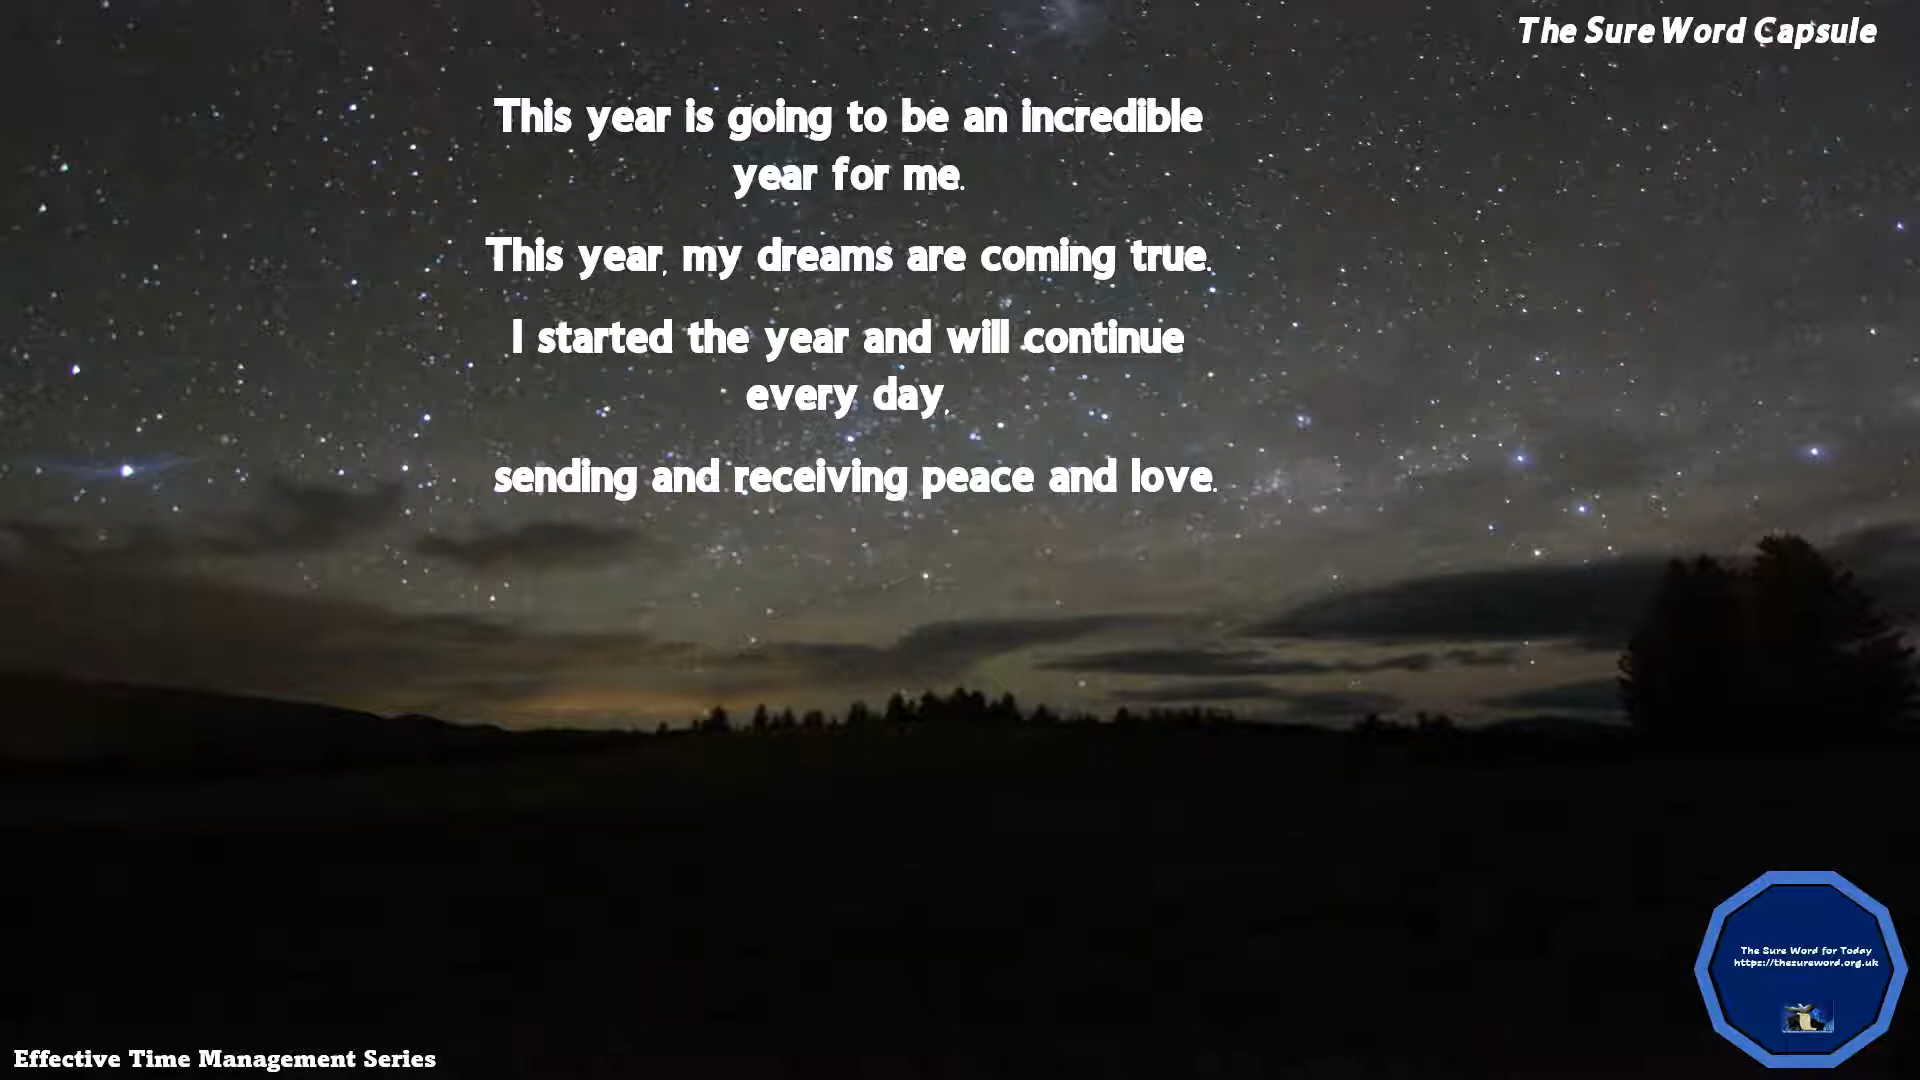 The Sure Word Capsule
This year is going to be an incredible
year for me.
This year, my dreams are coming true.
I started the year and will continue
every day,
sending and receiving peace and love.
The Sure Word for Today
https://thesureword.org.uk
Effective Time Management Series